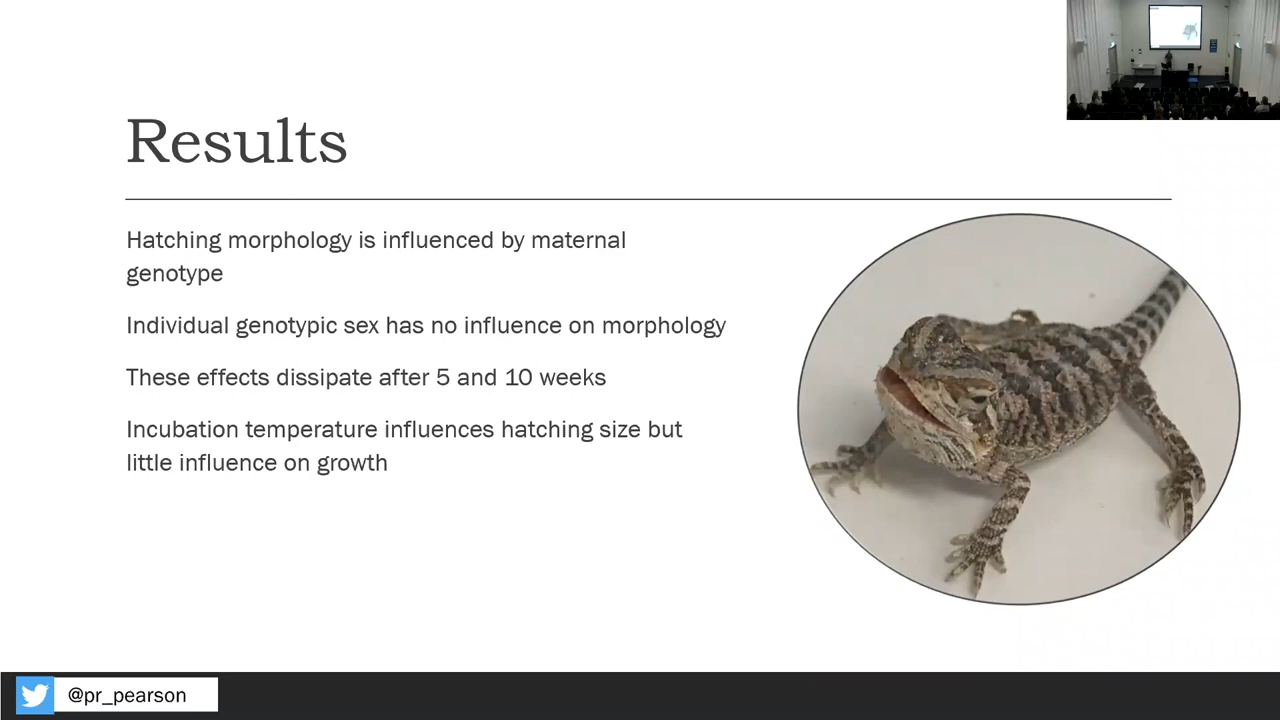 Results
Hatching morphology is influenced by maternal
genotype
Individual genotypic sex has no influence on morphology
These effects dissipate after 5 and 10 weeks
Incubation temperature influences hatching size but
little influence on growth
@pr_pearson